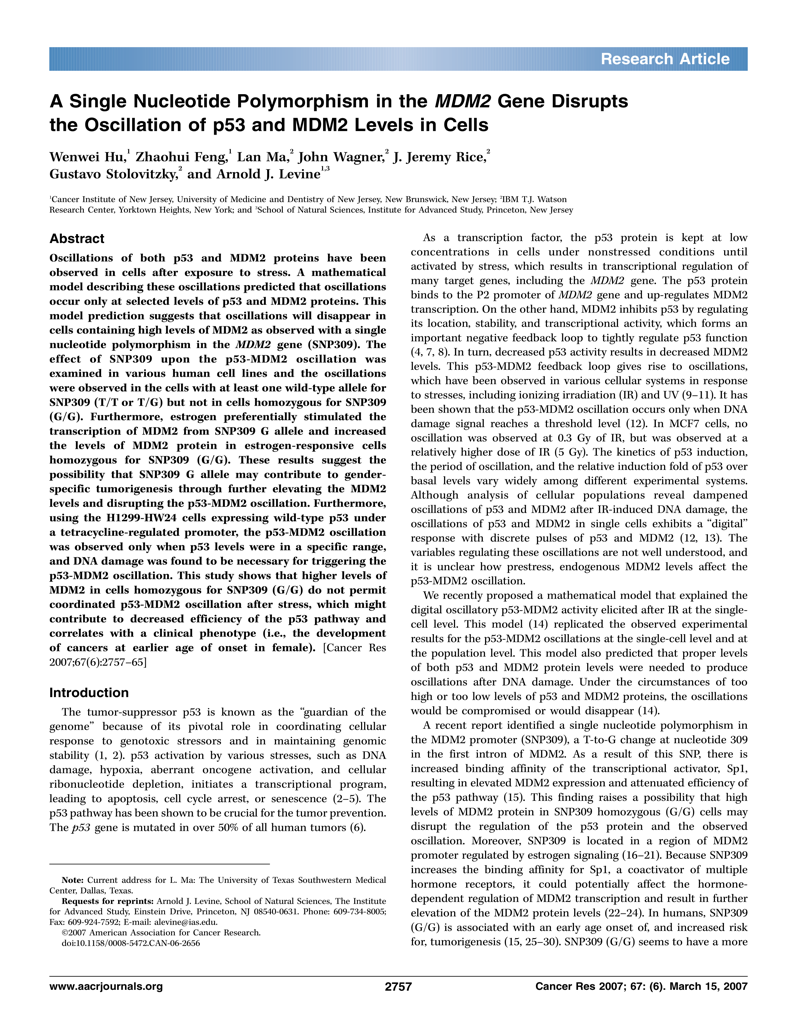 Research Article
A Single Nucleotide Polymorphism in the MDM2 Gene Disrupts
the Oscillation of p53 and MDM2 Levels in Cells
Wenwei Hu,1 Zhaohui Feng,1 Lan Ma,2 John Wagner,2 J. Jeremy Rice,2
Gustavo Stolovitzky,2 and Arnold J. Levine1,3
1Cancer Institute of New Jersey, University of Medicine and Dentistry of New Jersey, New Brunswick, New Jersey; 2IBM T.J. Watson
Research Center, Yorktown Heights, New York; and 3School of Natural Sciences, Institute for Advanced Study, Princeton, New Jersey
Abstract
Oscillations of both p53 and MDM2 proteins have been
observed in cells after exposure to stress. A mathematical
model describing these oscillations predicted that oscillations
occur only at selected levels of p53 and MDM2 proteins. This
model prediction suggests that oscillations will disappear in
cells containing high levels of MDM2 as observed with a single
nucleotide polymorphism in the MDM2 gene (SNP309). The
effect of SNP309 upon the p53-MDM2 oscillation was
examined in various human cell lines and the oscillations
were observed in the cells with at least one wild-type allele for
SNP309 (T/T or T/G) but not in cells homozygous for SNP309
(G/G). Furthermore, estrogen preferentially stimulated the
transcription of MDM2 from SNP309 G allele and increased
the levels of MDM2 protein in estrogen-responsive cells
homozygous for SNP309 (G/G). These results suggest the
possibility that SNP309 G allele may contribute to gender-
specific tumorigenesis through further elevating the MDM2
levels and disrupting the p53-MDM2 oscillation. Furthermore,
using the H1299-HW24 cells expressing wild-type p53 under
a tetracycline-regulated promoter, the p53-MDM2 oscillation
was observed only when p53 levels were in a specific range,
and DNA damage was found to be necessary for triggering the
p53-MDM2 oscillation. This study shows that higher levels of
MDM2 in cells homozygous for SNP309 (G/G) do not permit
coordinated p53-MDM2 oscillation after stress, which might
contribute to decreased efficiency of the p53 pathway and
correlates with a clinical phenotype (i.e., the development
of cancers at earlier age of onset in female). [Cancer Res
2007;67(6):2757–65]
Introduction
The tumor-suppressor p53 is known as the "guardian of the
genome" because of its pivotal role in coordinating cellular
response to genotoxic stressors and in maintaining genomic
stability (1, 2). p53 activation by various stresses, such as DNA
damage, hypoxia, aberrant oncogene activation, and cellular
ribonucleotide depletion, initiates a transcriptional program,
leading to apoptosis, cell cycle arrest, or senescence (2–5). The
p53 pathway has been shown to be crucial for the tumor prevention.
The p53 gene is mutated in over 50% of all human tumors (6).
Note: Current address for L. Ma: The University of Texas Southwestern Medical
Center, Dallas, Texas.
Requests for reprints: Arnold J. Levine, School of Natural Sciences, The Institute
for Advanced Study, Einstein Drive, Princeton, NJ 08540-0631. Phone: 609-734-8005;
Fax: 609-924-7592; E-mail: alevine@ias.edu.
©2007 American Association for Cancer Research.
doi:10.1158/0008-5472.CAN-06-2656
As a transcription factor, the p53 protein is kept at low
concentrations in cells under nonstressed conditions until
activated by stress, which results in transcriptional regulation of
many target genes, including the MDM2 gene. The p53 protein
binds to the P2 promoter of MDM2 gene and up-regulates MDM2
transcription. On the other hand, MDM2 inhibits p53 by regulating
its location, stability, and transcriptional activity, which forms an
important negative feedback loop to tightly regulate p53 function
(4, 7, 8). In turn, decreased p53 activity results in decreased MDM2
levels. This p53-MDM2 feedback loop gives rise to oscillations,
which have been observed in various cellular systems in response
to stresses, including ionizing irradiation (IR) and UV (9–11). It has
been shown that the p53-MDM2 oscillation occurs only when DNA
damage signal reaches a threshold level (12). In MCF7 cells, no
oscillation was observed at 0.3 Gy of IR, but was observed at a
relatively higher dose of IR (5 Gy). The kinetics of p53 induction,
the period of oscillation, and the relative induction fold of p53 over
basal levels vary widely among different experimental systems.
Although analysis of cellular populations reveal dampened
oscillations of p53 and MDM2 after IR-induced DNA damage, the
oscillations of p53 and MDM2 in single cells exhibits a "digital"
response with discrete pulses of p53 and MDM2 (12, 13). The
variables regulating these oscillations are not well understood, and
it is unclear how prestress, endogenous MDM2 levels affect the
p53-MDM2 oscillation.
We recently proposed a mathematical model that explained the
digital oscillatory p53-MDM2 activity elicited after IR at the single-
cell level. This model (14) replicated the observed experimental
results for the p53-MDM2 oscillations at the single-cell level and at
the population level. This model also predicted that proper levels
of both p53 and MDM2 protein levels were needed to produce
oscillations after DNA damage. Under the circumstances of too
high or too low levels of p53 and MDM2 proteins, the oscillations
would be compromised or would disappear (14).
A recent report identified a single nucleotide polymorphism in
the MDM2 promoter (SNP309), a T-to-G change at nucleotide 309
in the first intron of MDM2. As a result of this SNP, there is
increased binding affinity of the transcriptional activator, Sp1,
resulting in elevated MDM2 expression and attenuated efficiency of
the p53 pathway (15). This finding raises a possibility that high
levels of MDM2 protein in SNP309 homozygous (G/G) cells may
disrupt the regulation of the p53 protein and the observed
oscillation. Moreover, SNP309 is located in a region of MDM2
promoter regulated by estrogen signaling (16–21). Because SNP309
increases the binding affinity for Sp1, a coactivator of multiple
hormone receptors, it could potentially affect the hormone-
dependent regulation of MDM2 transcription and result in further
elevation of the MDM2 protein levels (22–24). In humans, SNP309
(G/G) is associated with an early age onset of, and increased risk
for, tumorigenesis (15, 25–30). SNP309 (G/G) seems to have a more
www.aacrjournals.org
2757
Cancer Res 2007; 67: (6). March 15, 2007